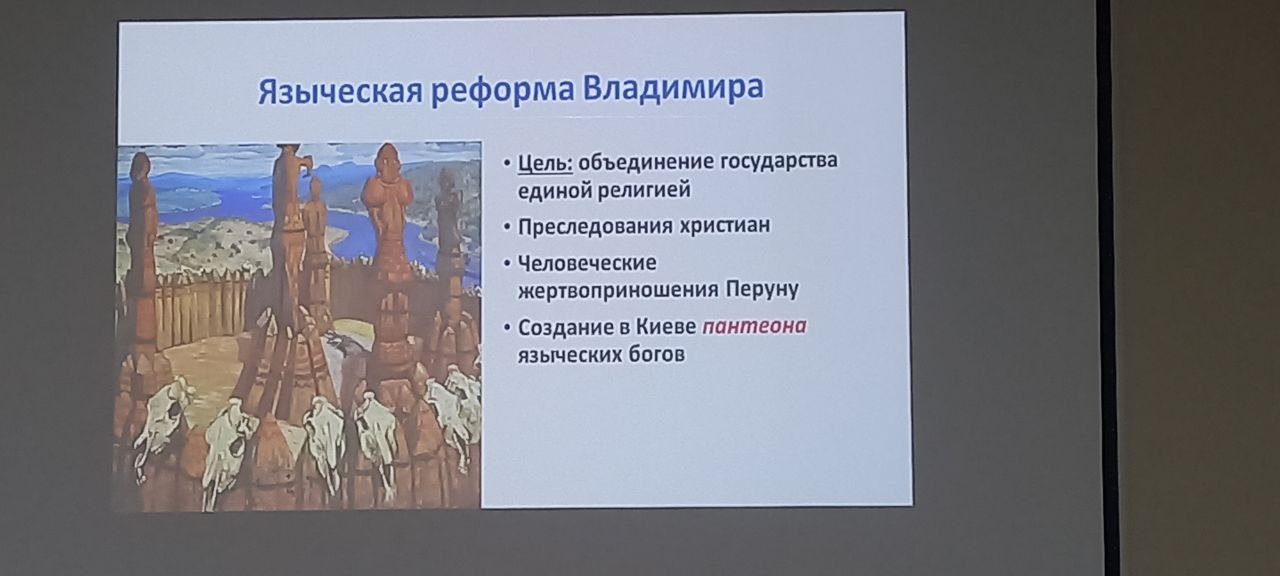 Языческая реформа Владимира
• Цель: объединение государства
единой религией
• Преследования христиан
• Человеческие
жертвоприношения Перуну
• Создание в Киеве пантеона
языческих богов